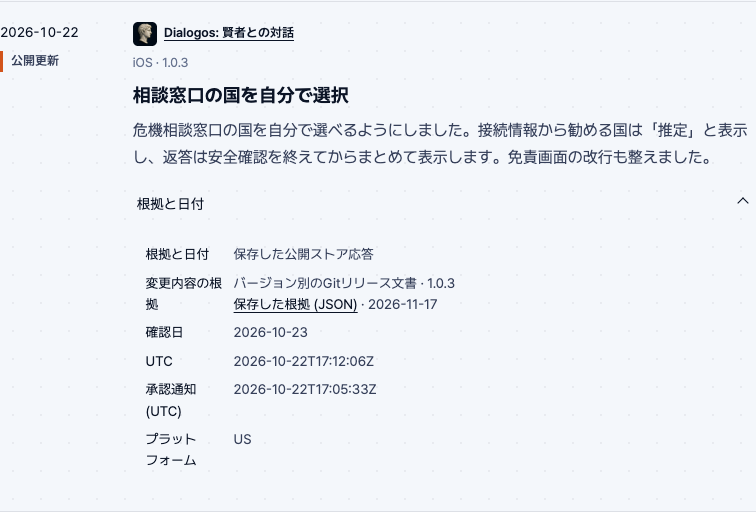 2026-10-22
公開更新
Dialogos: 賢者との対話
iOS · 1.0.3
相談窓口の国を自分で選択
危機相談窓口の国を自分で選べるようにしました。接続情報から勧める国は「推定」と表示
し、返答は安全確認を終えてからまとめて表示します。免責画面の改行も整えました。
根拠と日付
根拠と日付 保存した公開ストア応答
変更内容の根 バージョン別のGitリリース文書 · 1.0.3
拠 保存した根拠 (JSON) · 2026-11-17
確認日 2026-10-23
UTC 2026-10-22T17:12:06Z
承認通知 2026-10-22T17:05:33Z
(UTC)
プラット US
フォーム